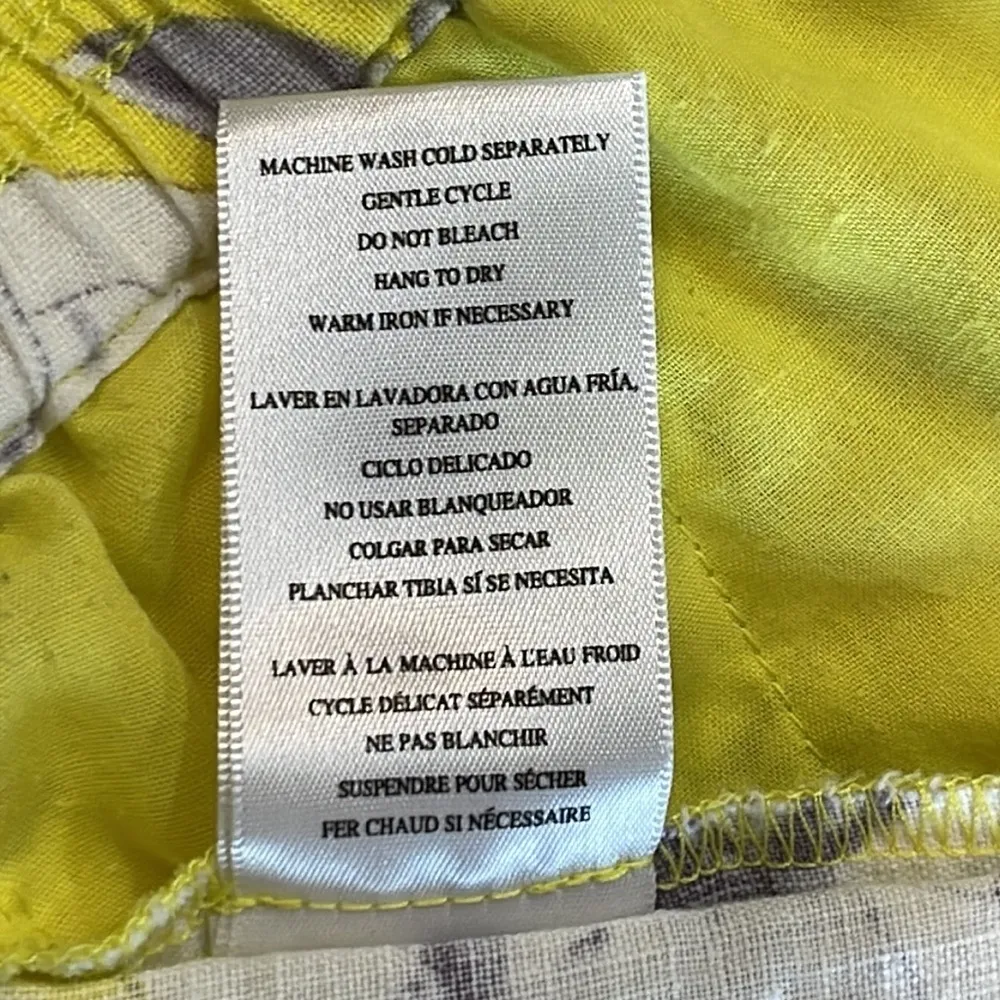 MACHINE WASH COLD SEPARATELY
GENTLE CYCLE
DO NOT BLEACH
HANG TO DRY
WARM IRON IF NECESSARY
LAVER EN LAVADORA CON AGUA FRÍA,
SEPARADO
CICLO DELICADO
NO USAR BLANQUEADOR
COLGAR PARA SECAR
PLANCHAR TIBIA SÍ SE NECESITA
LAVER À LA MACHINE À L'EAU FROID
CYCLE DÉLICAT SÉPARÉMENT
NE PAS BLANCHIR
SUSPENDRE POUR SÉCHER
FER CHAUD SI NÉCESSAIRE